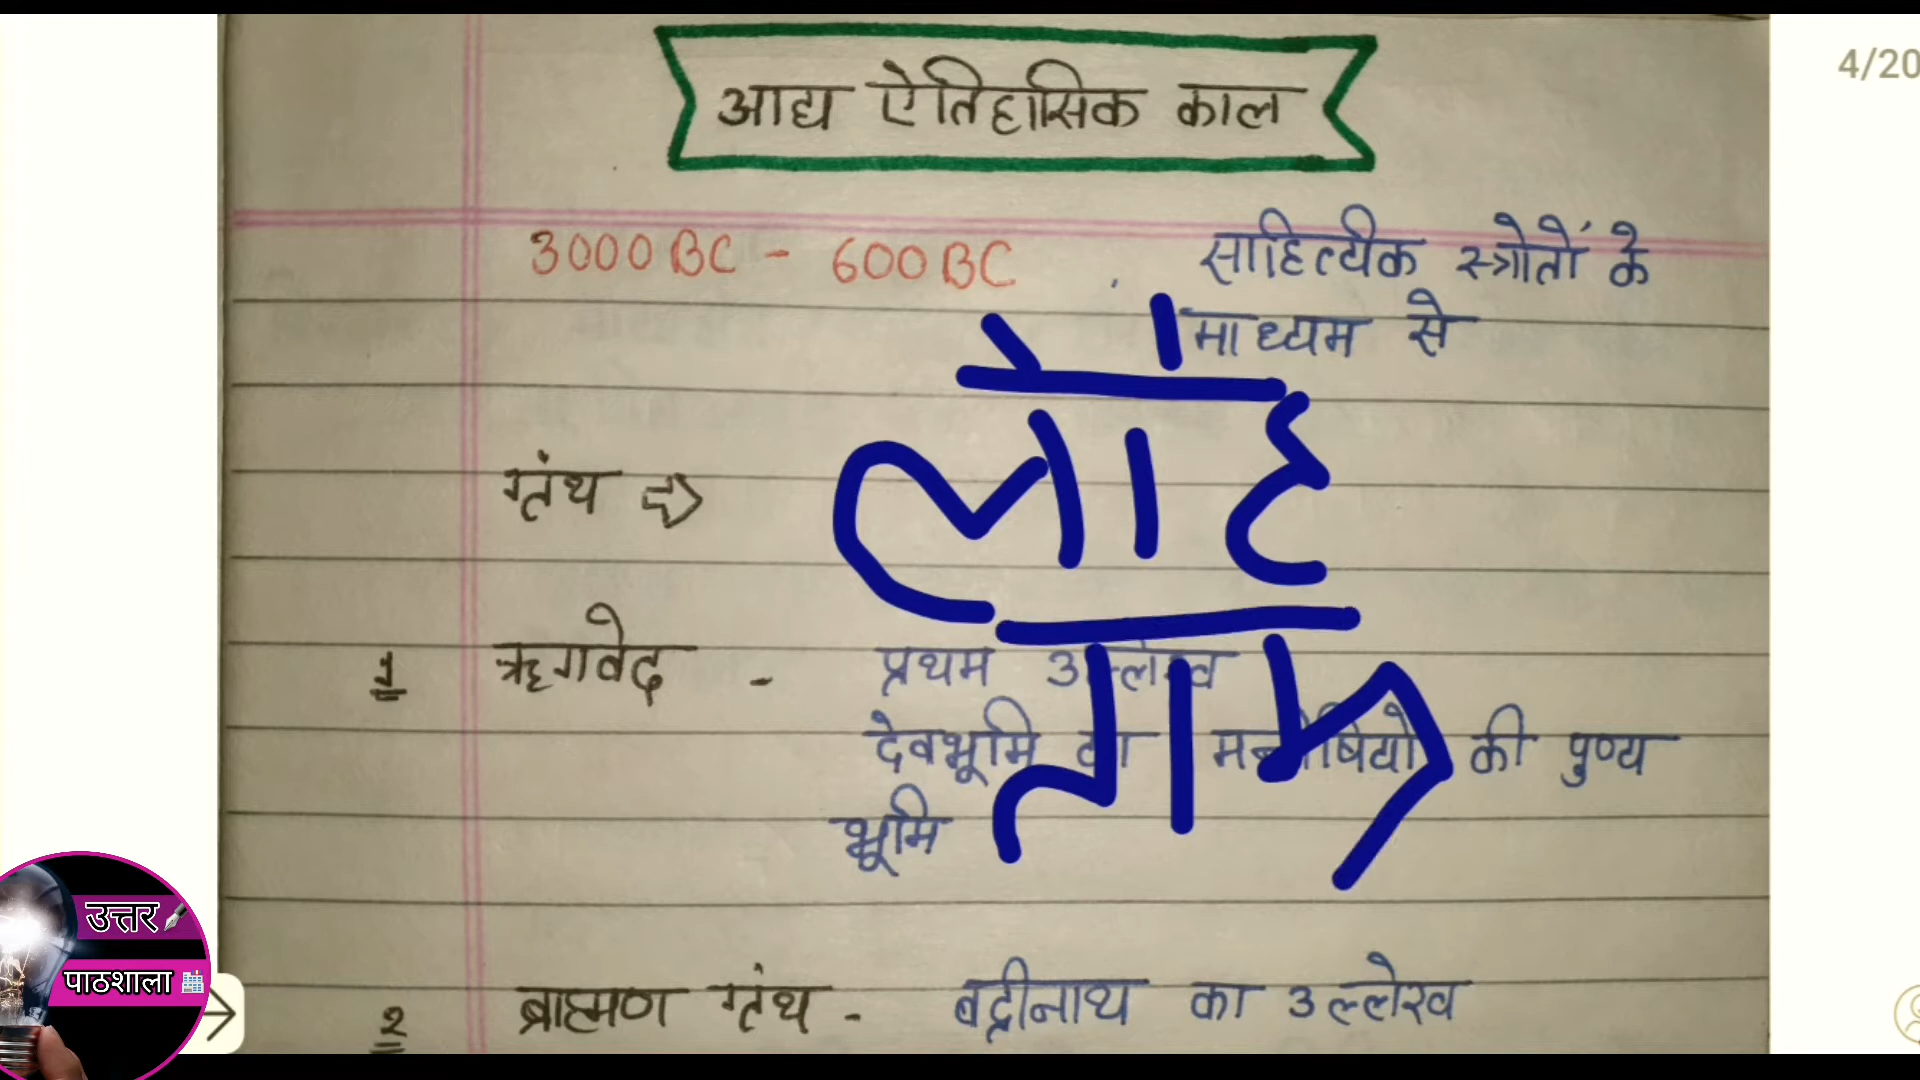 आद्य ऐतिहासिक काल
4/20
3000 BC - 600 BC
साहित्यीक स्त्रोतों के
माध्यम से
लोह
ताम्र
ग्रंथ ⇨
1 ऋगवेद - प्रथम उल्लेख
देवभूमि की पुण्य
भूमि
2 ब्राह्मण ग्रंथ - बद्रीनाथ का उल्लेख
उत्तर
पाठशाला